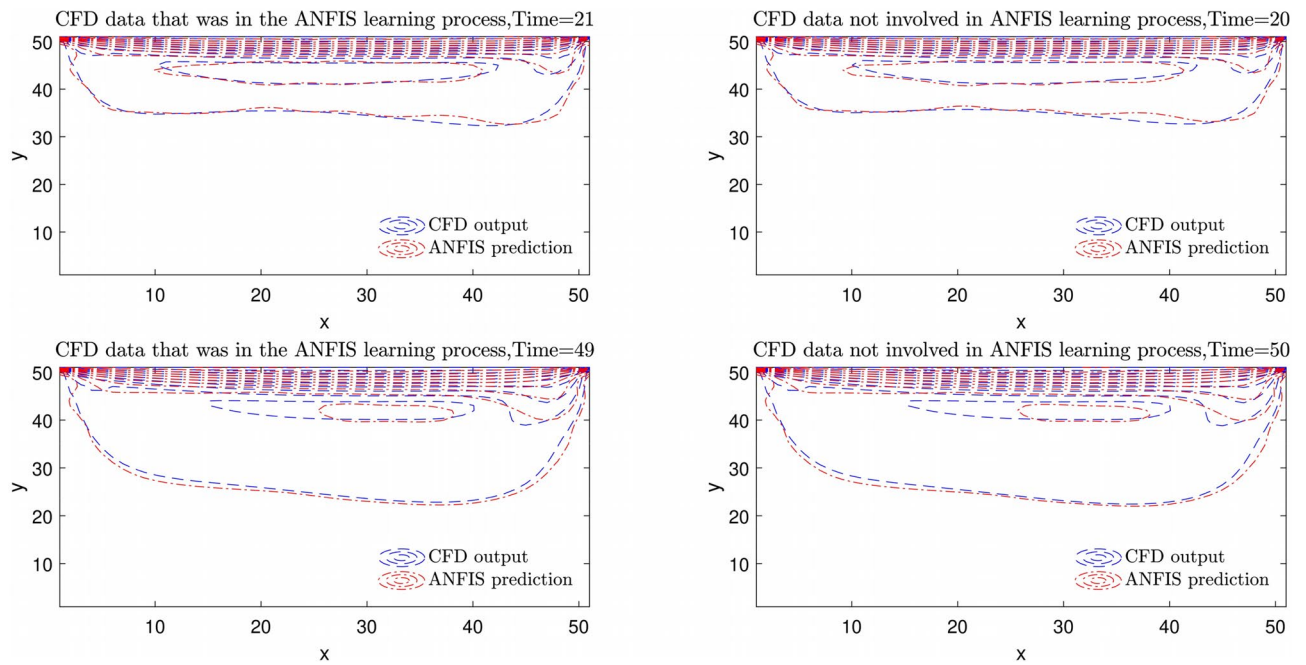 CFD data that was in the ANFIS learning process,Time=21
50
40
30
20
10
y
CFD output
ANFIS prediction
10 20 30 40 50
x
CFD data not involved in ANFIS learning process,Time=20
50
40
30
20
10
y
CFD output
ANFIS prediction
10 20 30 40 50
x
CFD data that was in the ANFIS learning process,Time=49
50
40
30
20
10
y
CFD output
ANFIS prediction
10 20 30 40 50
x
CFD data not involved in ANFIS learning process,Time=50
50
40
30
20
10
y
CFD output
ANFIS prediction
10 20 30 40 50
x